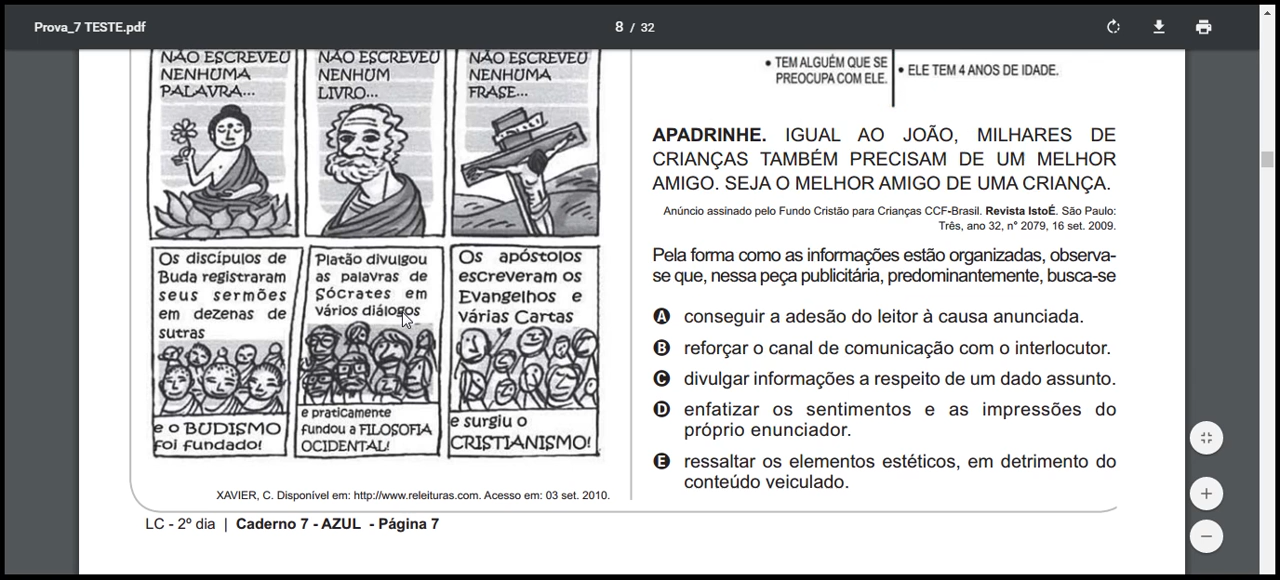 Prova_7 TESTE.pdf
8 / 32
NÃO ESCREVEU
NENHUMA
PALAVRA...
NÃO ESCREVEU
NENHUM
LIVRO...
NÃO ESCREVEU
NENHUMA
FRASE...
Os discípulos de
Buda registraram
seus sermões
em dezenas de
sutras
e o BUDISMO
foi fundado!
Platão divulgou
as palavras de
Sócrates em
vários diálogos
e praticamente
fundou a FILOSOFIA
OCIDENTAL!
Os apóstolos
escreveram os
Evangelhos e
várias Cartas
e surgiu o
CRISTIANISMO!
XAVIER, C. Disponível em: http://www.releituras.com. Acesso em: 03 set. 2010.
LC - 2º dia | Caderno 7 - AZUL - Página 7
• TEM ALGUÉM QUE SE
PREOCUPA COM ELE.
• ELE TEM 4 ANOS DE IDADE.
APADRINHE. IGUAL AO JOÃO, MILHARES DE
CRIANÇAS TAMBÉM PRECISAM DE UM MELHOR
AMIGO. SEJA O MELHOR AMIGO DE UMA CRIANÇA.
Anúncio assinado pelo Fundo Cristão para Crianças CCF-Brasil. Revista IstoÉ. São Paulo:
Três, ano 32, n° 2079, 16 set. 2009.
Pela forma como as informações estão organizadas, observa-
se que, nessa peça publicitária, predominantemente, busca-se
A conseguir a adesão do leitor à causa anunciada.
B reforçar o canal de comunicação com o interlocutor.
C divulgar informações a respeito de um dado assunto.
D enfatizar os sentimentos e as impressões do
próprio enunciador.
E ressaltar os elementos estéticos, em detrimento do
conteúdo veiculado.